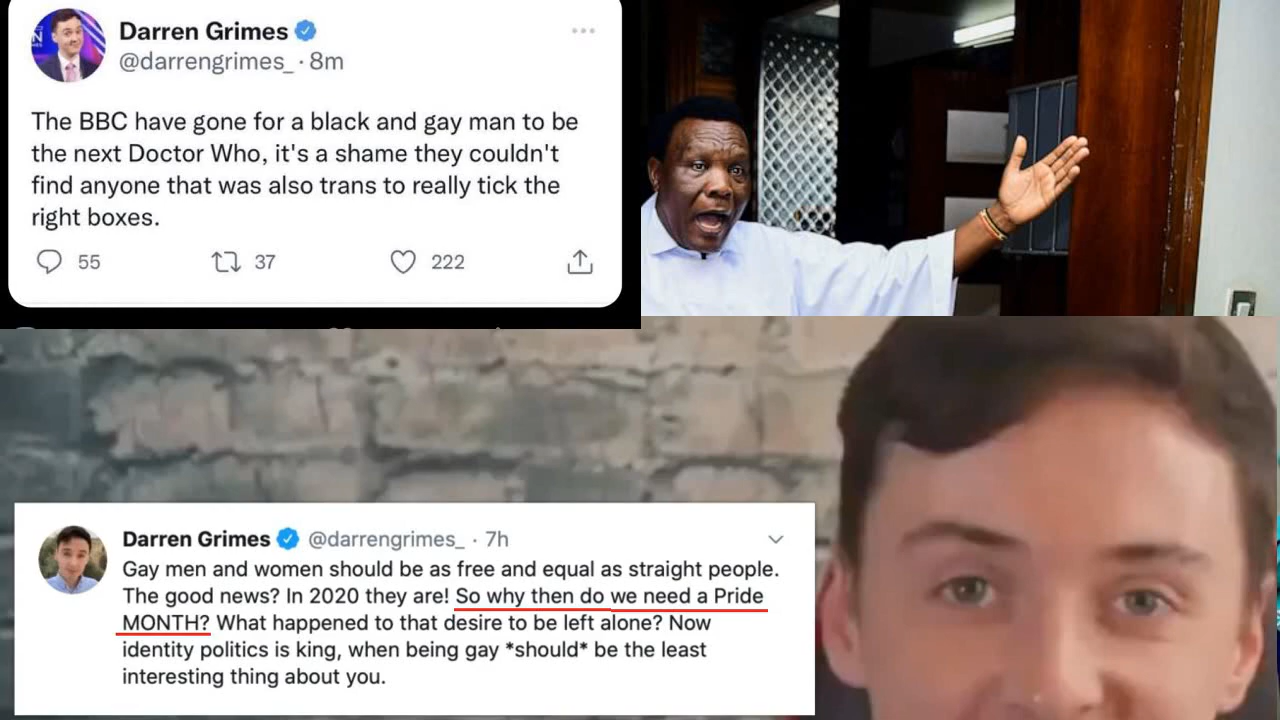 Darren Grimes
@darrengrimes_ · 8m
The BBC have gone for a black and gay man to be
the next Doctor Who, it's a shame they couldn't
find anyone that was also trans to really tick the
right boxes.
55 37 222
Darren Grimes @darrengrimes_ · 7h
Gay men and women should be as free and equal as straight people.
The good news? In 2020 they are! So why then do we need a Pride
MONTH? What happened to that desire to be left alone? Now
identity politics is king, when being gay *should* be the least
interesting thing about you.